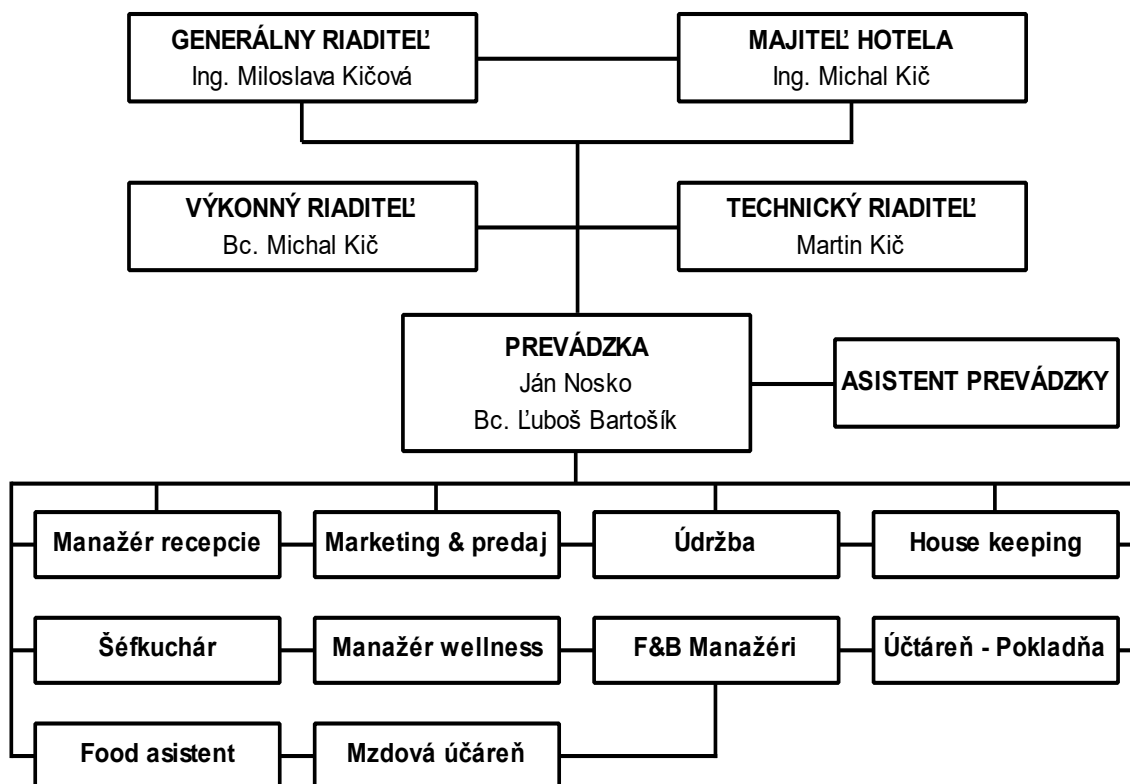 GENERÁLNY RIADITEĽ
Ing. Miloslava Kičová
MAJITEĽ HOTELA
Ing. Michal Kič
VÝKONNÝ RIADITEĽ
Bc. Michal Kič
TECHNICKÝ RIADITEĽ
Martin Kič
PREVÁDZKA
Ján Nosko
Bc. Ľuboš Bartošík
ASISTENT PREVÁDZKY
Manažér recepcie
Marketing & predaj
Údržba
House keeping
Šéfkuchár
Manažér wellness
F&B Manažéri
Účtáreň - Pokladňa
Food asistent
Mzdová účáreň